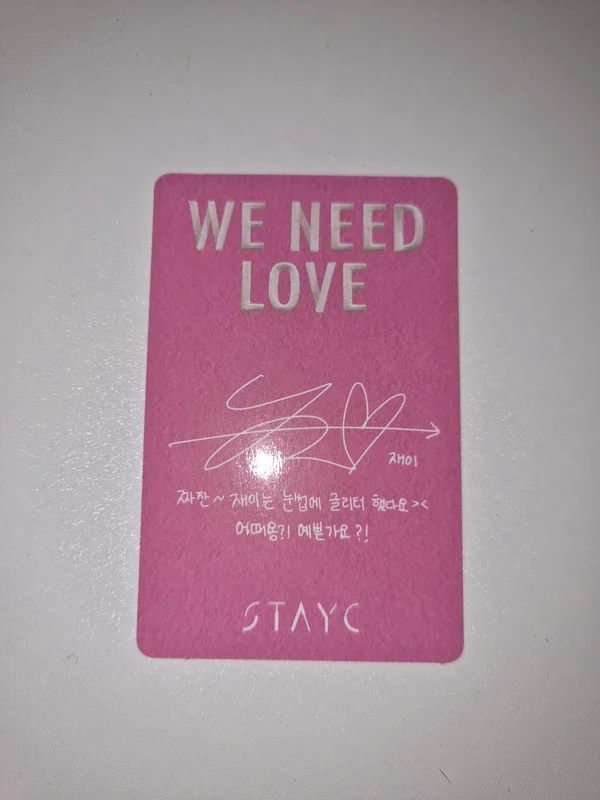 WE NEED
LOVE
재이
짜잔~ 재이는 눈썹에 글리터 했다요><
어때용?! 예쁠가요?!
STAYC